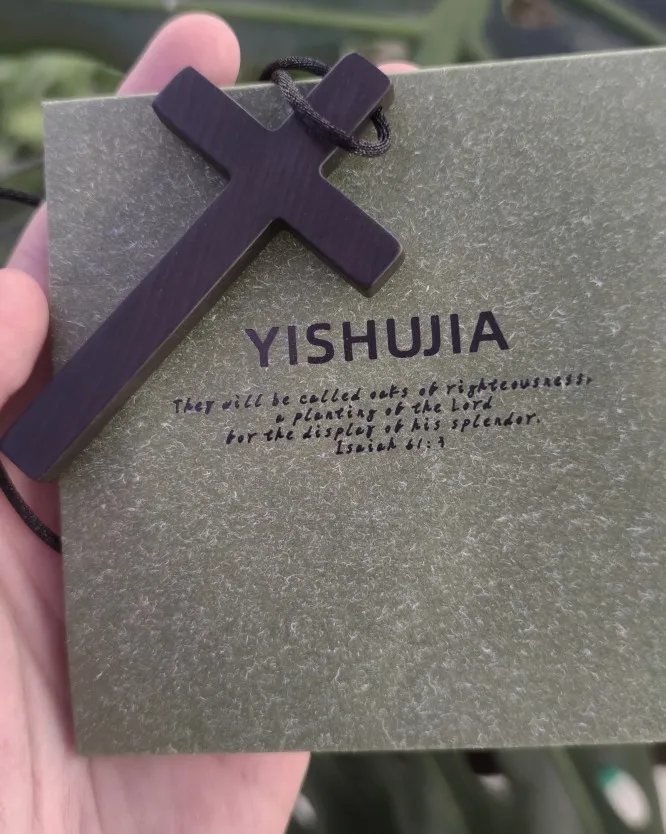 YISHUJIA
They will be called oaks of righteousness,
a planting of the Lord
for the display of his splendor.
Isaiah 61:3